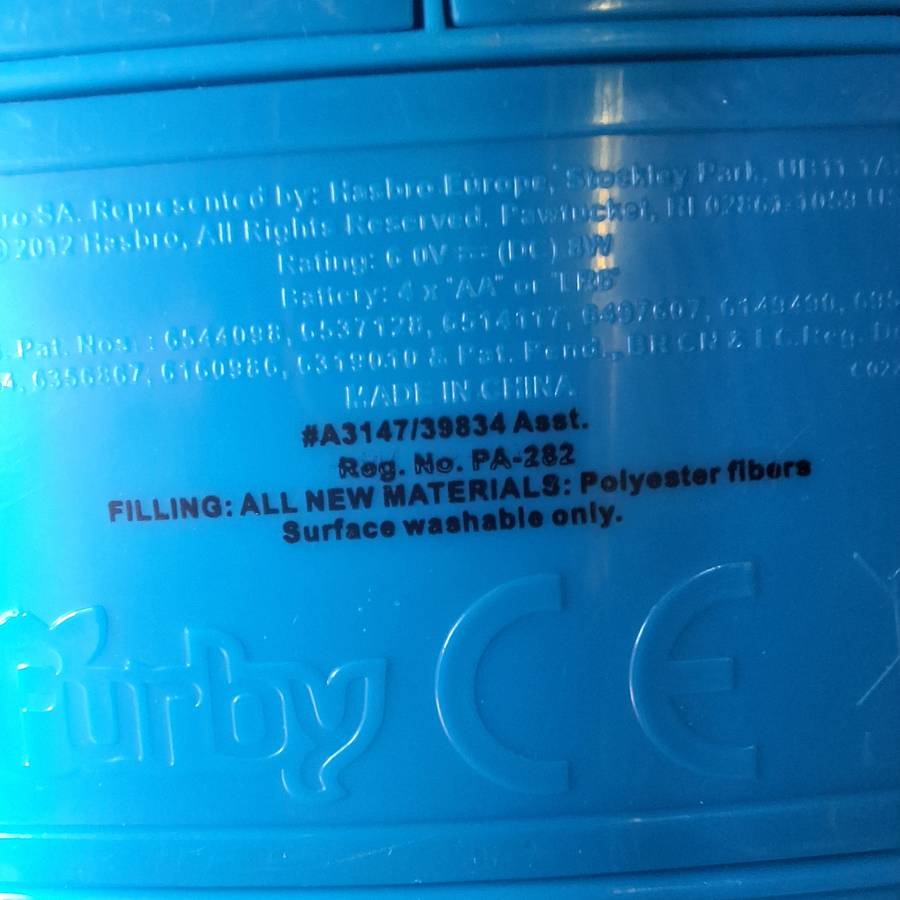 ro SA. Represented by: Hasbro Europe, Stockley Park, UB11 1A
© 2012 Hasbro, All Rights Reserved. Pawtucket, RI 02861-1059 US
Rating: 6.0V ⎓ (DC) 3W
Battery: 4 x "AA" or "LR6"
Pat. Nos.: 6544098, 6537128, 6514117, 6497607, 6149490,
6356867, 6160986, 6319010 & Pat. Pend., BR CN & I.C. Reg.
MADE IN CHINA
#A3147/39834 Asst.
Reg. No. PA-282
FILLING: ALL NEW MATERIALS: Polyester fibers
Surface washable only.
Furby CE